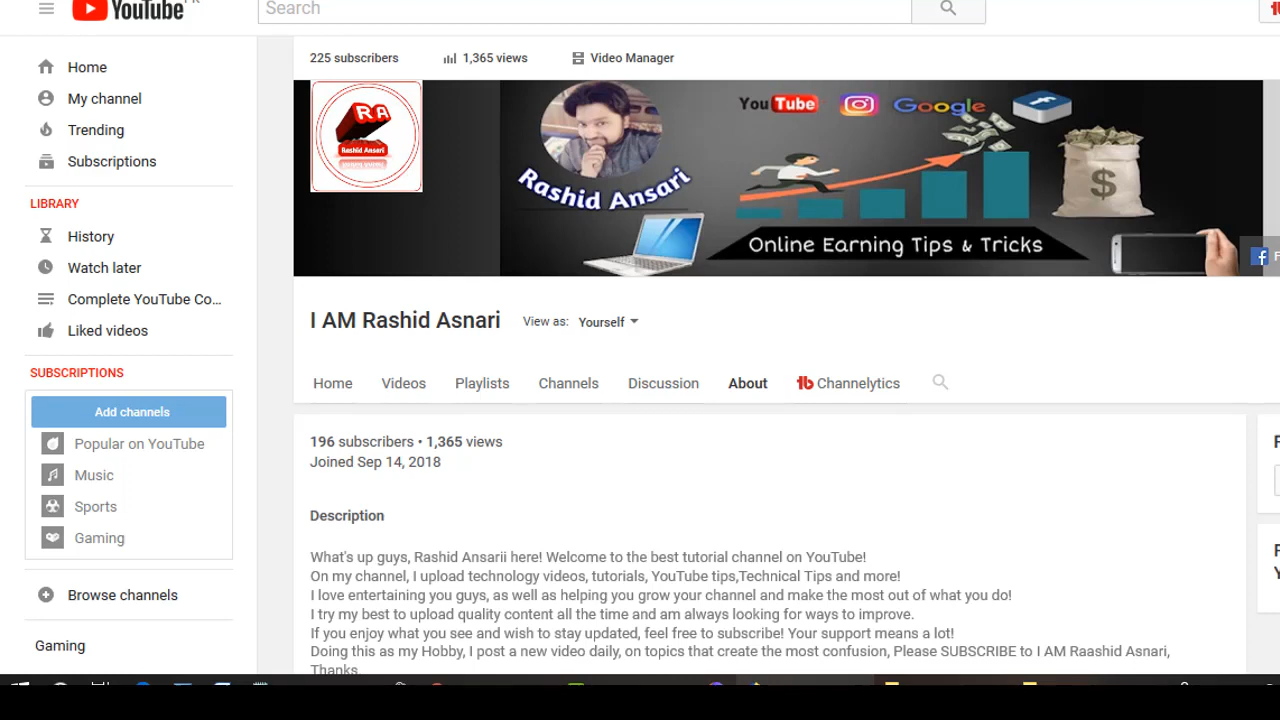 YouTube
Search
Home
My channel
Trending
Subscriptions
LIBRARY
History
Watch later
Complete YouTube Co...
Liked videos
SUBSCRIPTIONS
Add channels
Popular on YouTube
Music
Sports
Gaming
Browse channels
Gaming
225 subscribers
1,365 views
Video Manager
RA
Rashid Ansari
Rashid Ansari
You Tube
Google
$
Online Earning Tips & Tricks
I AM Rashid Asnari
View as: Yourself
Home Videos Playlists Channels Discussion About Channelytics
196 subscribers • 1,365 views
Joined Sep 14, 2018
Description
What's up guys, Rashid Ansarii here! Welcome to the best tutorial channel on YouTube!
On my channel, I upload technology videos, tutorials, YouTube tips,Technical Tips and more!
I love entertaining you guys, as well as helping you grow your channel and make the most out of what you do!
I try my best to upload quality content all the time and am always looking for ways to improve.
If you enjoy what you see and wish to stay updated, feel free to subscribe! Your support means a lot!
Doing this as my Hobby, I post a new video daily, on topics that create the most confusion, Please SUBSCRIBE to I AM Raashid Ansari,
Thanks